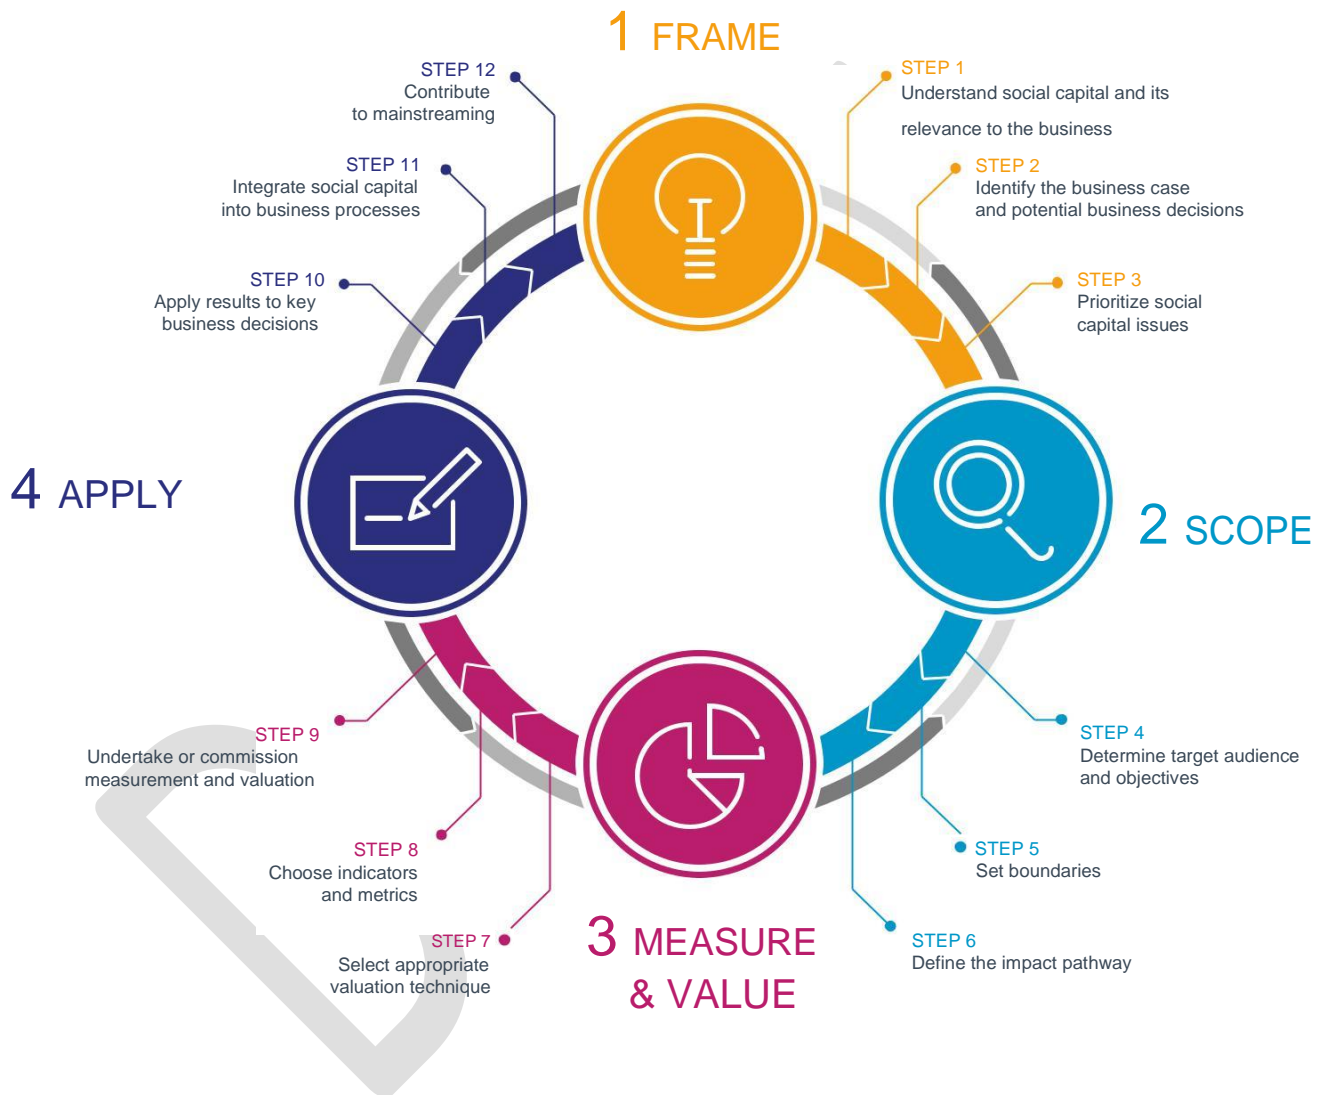 1 FRAME
STEP 1
Understand social capital and its
relevance to the business
STEP 2
Identify the business case
and potential business decisions
STEP 3
Prioritize social
capital issues
2 SCOPE
STEP 4
Determine target audience
and objectives
STEP 5
Set boundaries
STEP 6
Define the impact pathway
3 MEASURE
& VALUE
STEP 7
Select appropriate
valuation technique
STEP 8
Choose indicators
and metrics
STEP 9
Undertake or commission
measurement and valuation
4 APPLY
STEP 10
Apply results to key
business decisions
STEP 11
Integrate social capital
into business processes
STEP 12
Contribute
to mainstreaming